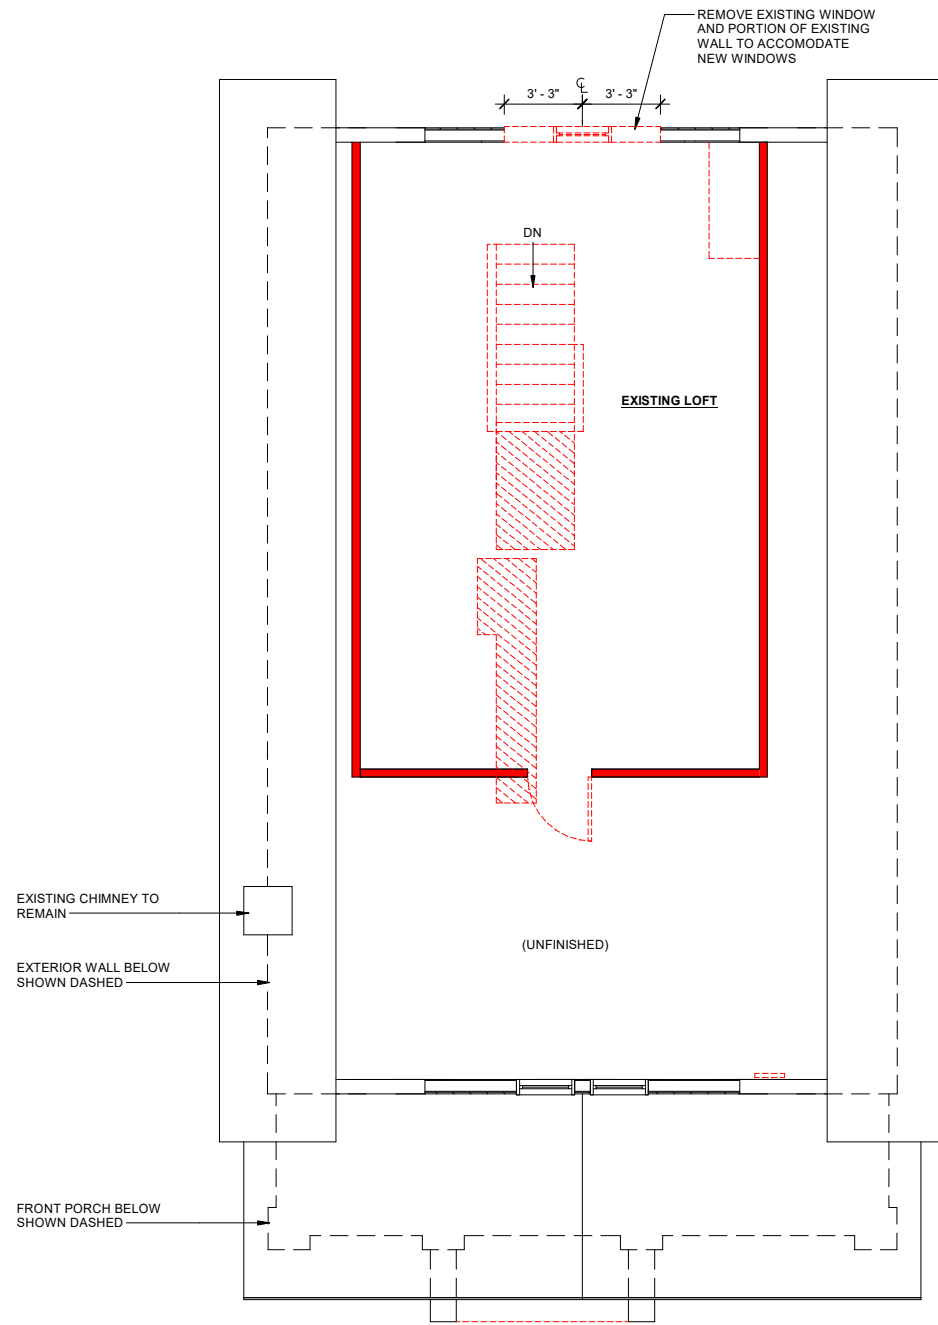 REMOVE EXISTING WINDOW
AND PORTION OF EXISTING
WALL TO ACCOMODATE
NEW WINDOWS
℄
3' - 3" 3' - 3"
DN
EXISTING LOFT
EXISTING CHIMNEY TO
REMAIN
(UNFINISHED)
EXTERIOR WALL BELOW
SHOWN DASHED
FRONT PORCH BELOW
SHOWN DASHED